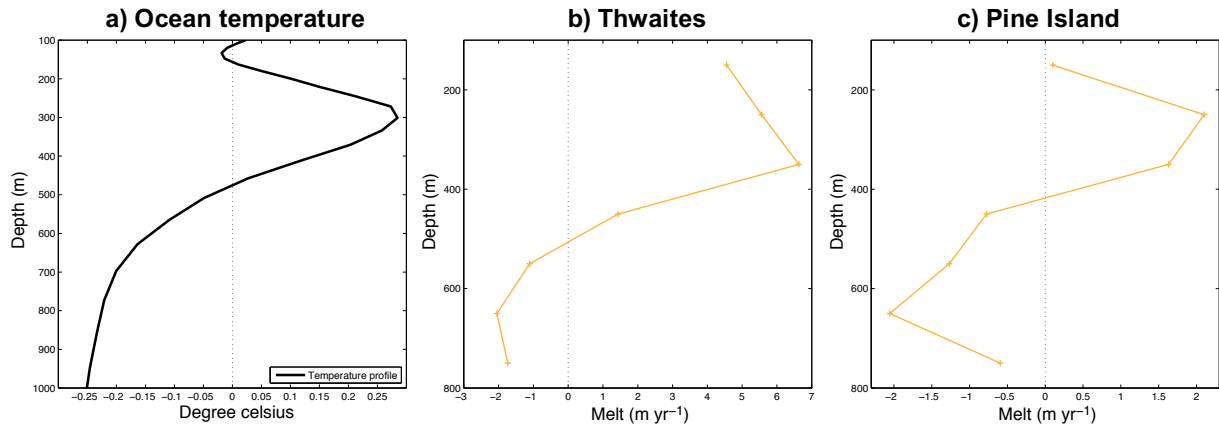 a) Ocean temperature
b) Thwaites
c) Pine Island
100
200
300
400
500
600
700
800
900
1000
Depth (m)
−0.25 −0.2 −0.15 −0.1 −0.05 0 0.05 0.1 0.15 0.2 0.25
Degree celsius
Temperature profile
200
400
600
800
Depth (m)
−3 −2 −1 0 1 2 3 4 5 6 7
Melt (m yr⁻¹)
200
400
600
800
Depth (m)
−2 −1.5 −1 −0.5 0 0.5 1 1.5 2
Melt (m yr⁻¹)